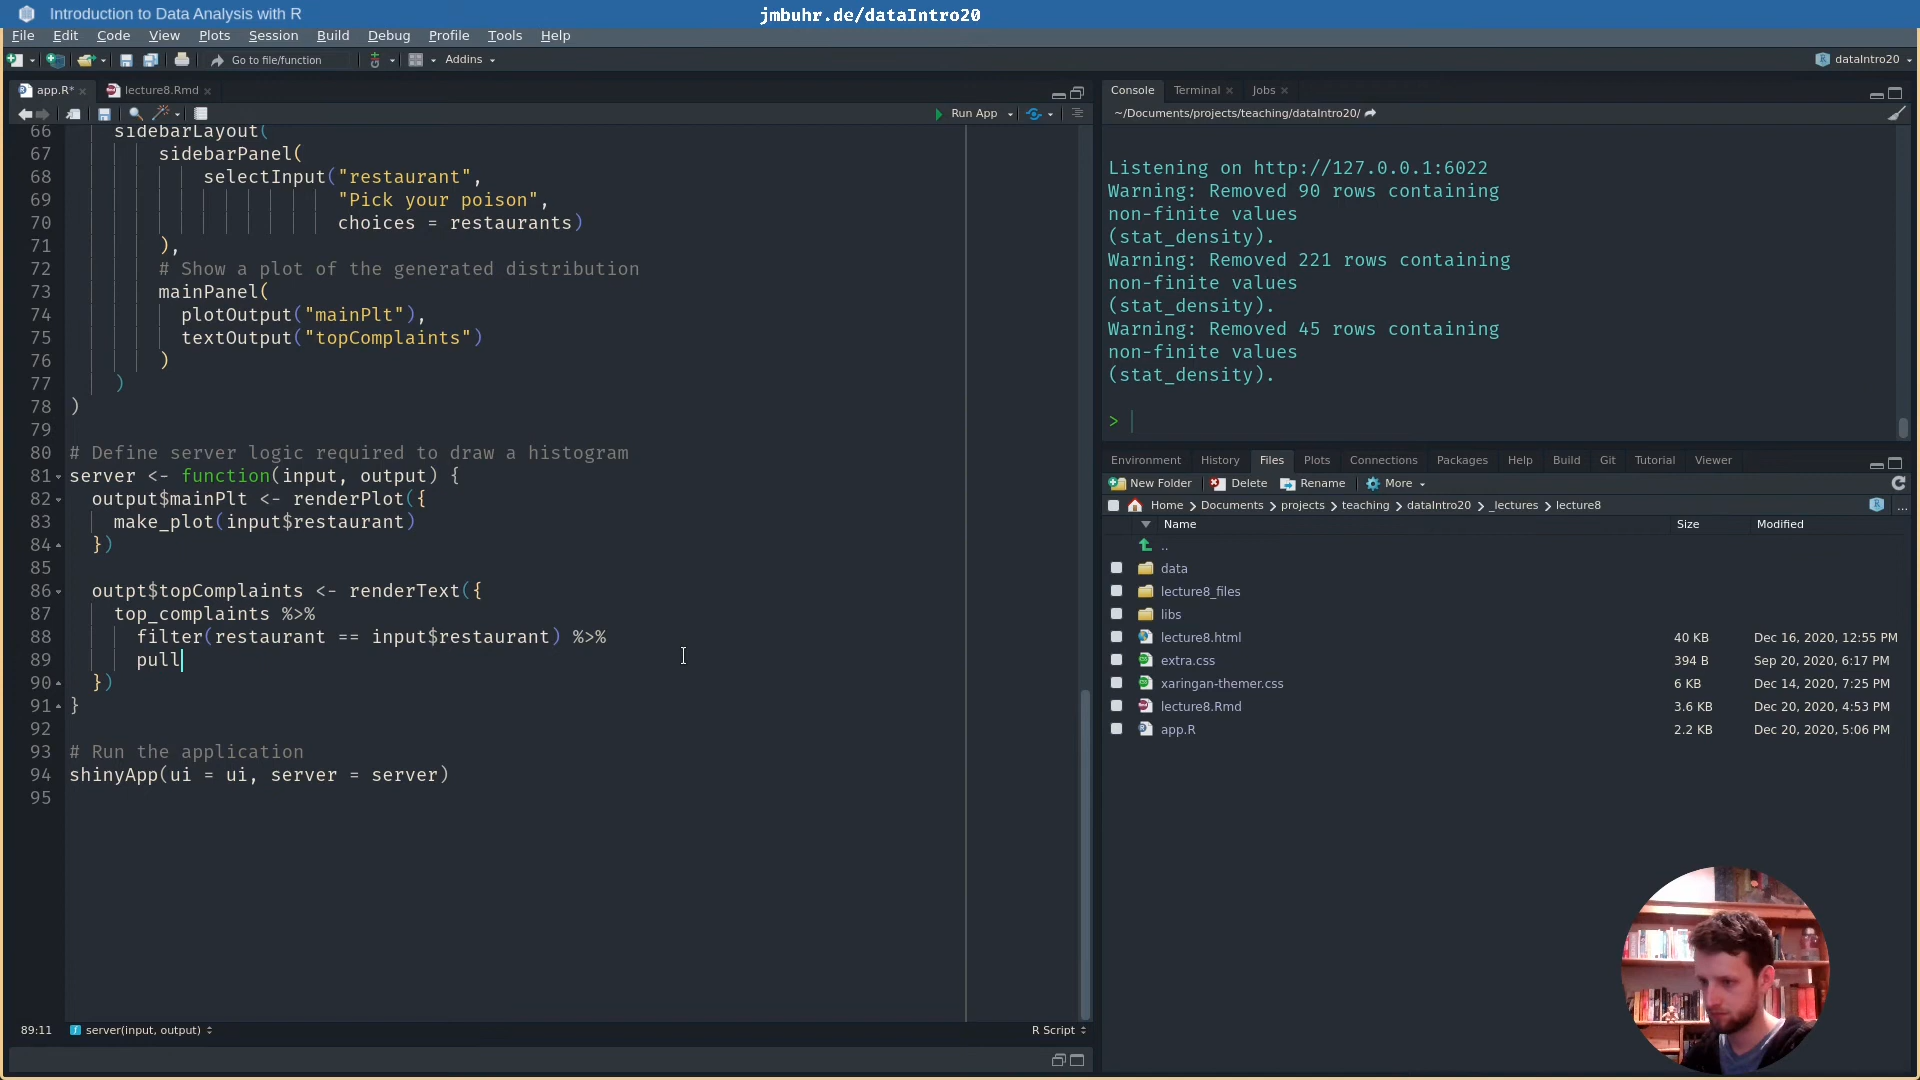 Introduction to Data Analysis with R
jmbuhr.de/dataIntro20
File Edit Code View Plots Session Build Debug Profile Tools Help
Go to file/function Addins dataIntro20
app.R* lecture8.Rmd
Run App
66 sidebarLayout(
67 sidebarPanel(
68 selectInput("restaurant",
69 "Pick your poison",
70 choices = restaurants)
71 ),
72 # Show a plot of the generated distribution
73 mainPanel(
74 plotOutput("mainPlt"),
75 textOutput("topComplaints")
76 )
77 )
78 )
79
80 # Define server logic required to draw a histogram
81 server <- function(input, output) {
82 output$mainPlt <- renderPlot({
83 make_plot(input$restaurant)
84 })
85
86 outpt$topComplaints <- renderText({
87 top_complaints %>%
88 filter(restaurant == input$restaurant) %>%
89 pull
90 })
91 }
92
93 # Run the application
94 shinyApp(ui = ui, server = server)
95
89:11 server(input, output) R Script
Console Terminal Jobs
~/Documents/projects/teaching/dataIntro20/
Listening on http://127.0.0.1:6022
Warning: Removed 90 rows containing
non-finite values
(stat_density).
Warning: Removed 221 rows containing
non-finite values
(stat_density).
Warning: Removed 45 rows containing
non-finite values
(stat_density).
>
Environment History Files Plots Connections Packages Help Build Git Tutorial Viewer
New Folder Delete Rename More
Home Documents projects teaching dataIntro20 _lectures lecture8 ...
Name Size Modified
..
data
lecture8_files
libs
lecture8.html 40 KB Dec 16, 2020, 12:55 PM
extra.css 394 B Sep 20, 2020, 6:17 PM
xaringan-themer.css 6 KB Dec 14, 2020, 7:25 PM
lecture8.Rmd 3.6 KB Dec 20, 2020, 4:53 PM
app.R 2.2 KB Dec 20, 2020, 5:06 PM